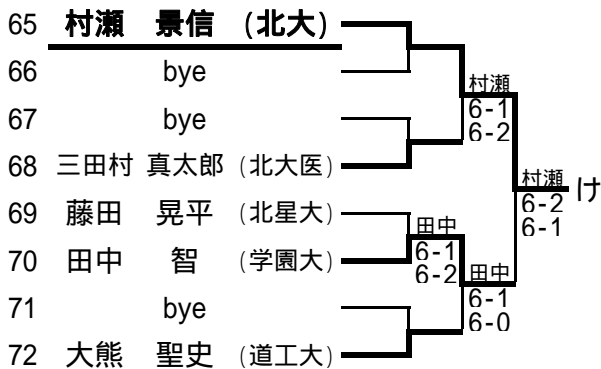 65 村瀬 景信 (北大)
66 bye
村瀬
6-1
67 bye
6-2
68 三田村 真太郎 (北大医)
村瀬
け
6-2
69 藤田 晃平 (北星大)
田中
6-1
6-1
70 田中 智 (学園大)
6-2
田中
6-1
71 bye
6-0
72 大熊 聖史 (道工大)